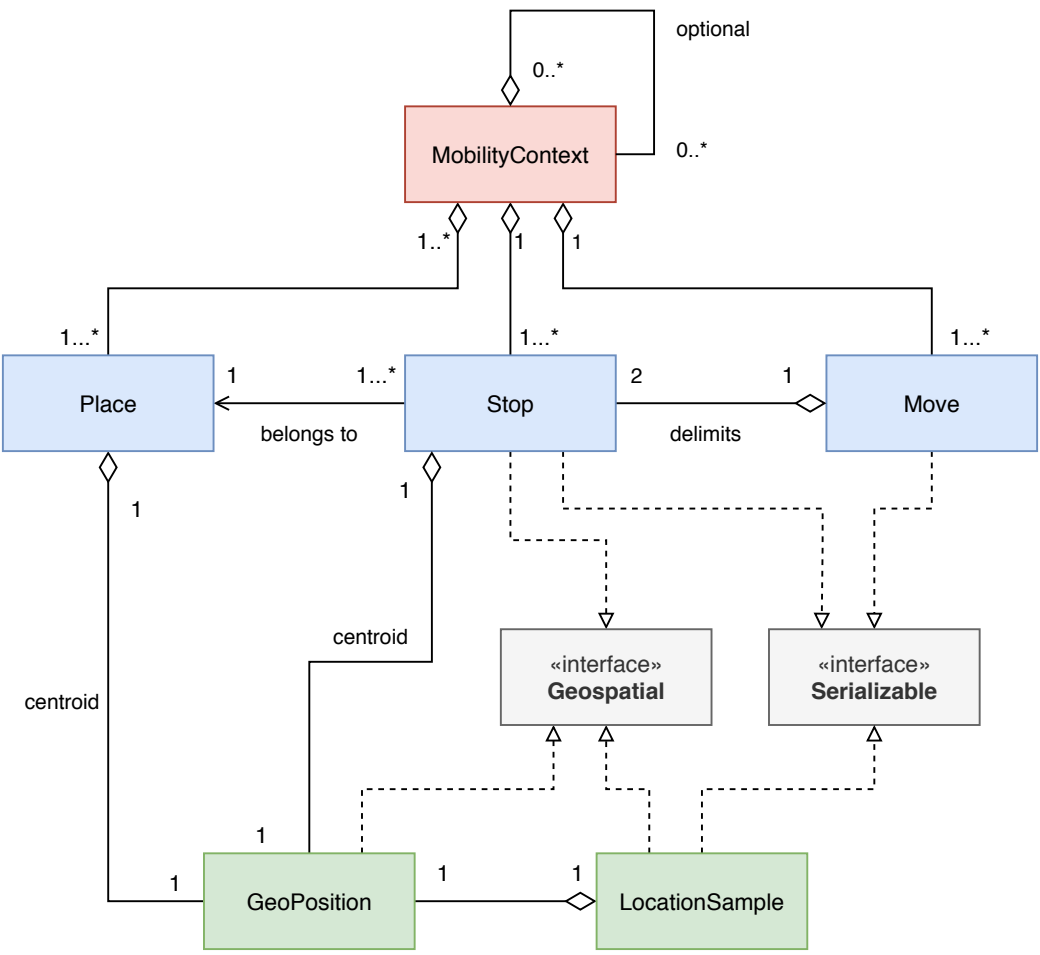 optional
0..*
MobilityContext
0..*
1..*
1
1
1...*
1...*
1...*
1
1...*
2
1
Place
Stop
Move
belongs to
delimits
1
1
centroid
«interface»
Geospatial
«interface»
Serializable
centroid
1
1
1
1
GeoPosition
LocationSample